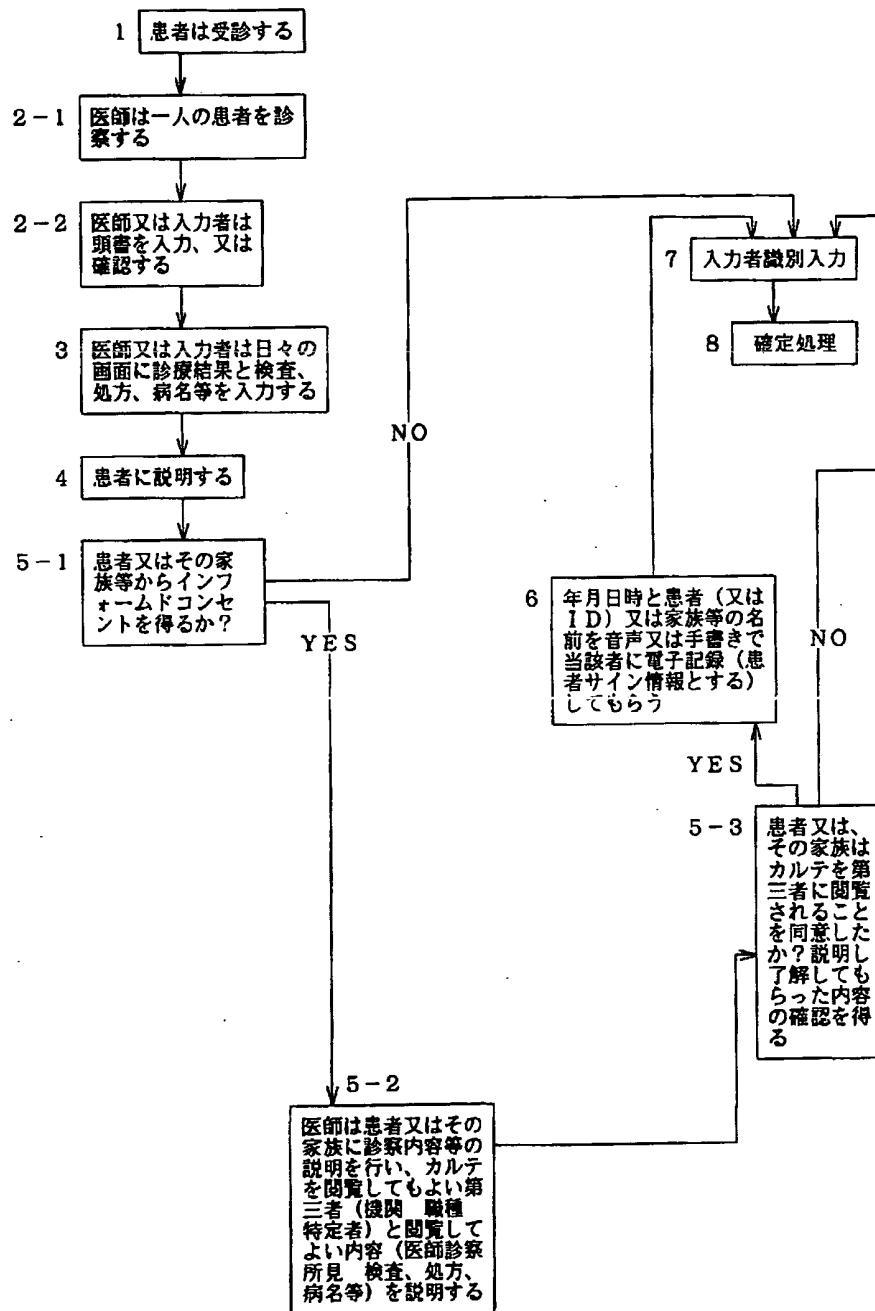 1 患者は受診する
2-1 医師は一人の患者を診
察する
2-2 医師又は入力者は
頭書を入力、又は
確認する
3 医師又は入力者は日々の
画面に診療結果と検査、
処方、病名等を入力する
4 患者に説明する
5-1 患者又はその家
族等からインフ
ォームドコンセ
ントを得るか?
NO
YES
5-2
医師は患者又はその
家族に診察内容等の
説明を行い、カルテ
を閲覧してもよい第
三者(機関 職種
特定者)と閲覧して
よい内容(医師診察
所見 検査、処方、
病名等)を説明する
5-3 患者又は、
その家族は
カルテを第
三者に閲覧
されること
を同意した
か?説明し
了解しても
らった内容
の確認を得
る
YES
NO
6 年月日時と患者(又は
ID)又は家族等の名
前を音声又は手書きで
当該者に電子記録(患
者サイン情報とする)
してもらう
7 入力者識別入力
8 確定処理